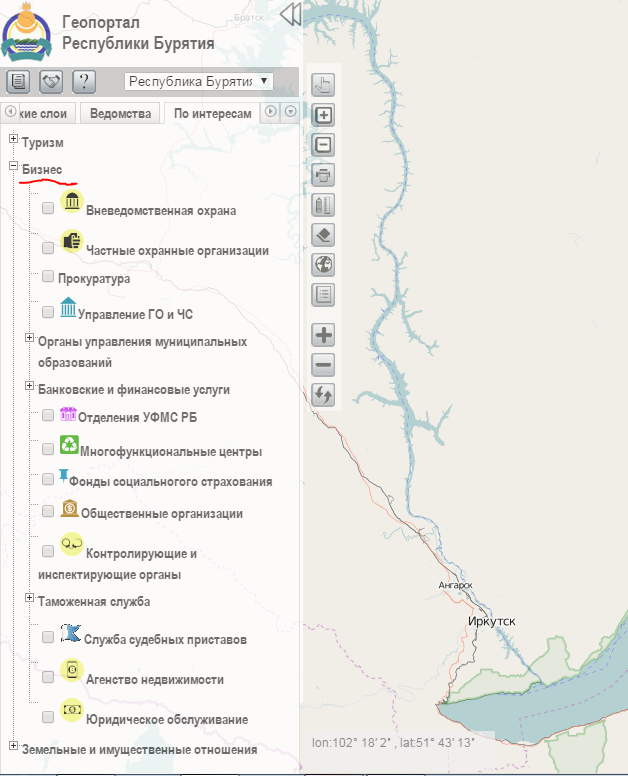 Геопортал
Республики Бурятия
Братск
?
Республика Бурятия
кие слои
Ведомства
По интересам
Туризм
Бизнес
Вневедомственная охрана
Частные охранные организации
Прокуратура
Управление ГО и ЧС
Органы управления муниципальных
образований
Банковские и финансовые услуги
Отделения УФМС РБ
Многофункциональные центры
Фонды социального страхования
Общественные организации
Контролирующие и
инспектирующие органы
Таможенная служба
Служба судебных приставов
Агенство недвижимости
Юридическое обслуживание
Земельные и имущественные отношения
Ангарск
Иркутск
lon:102° 18' 2" , lat:51° 43' 13"